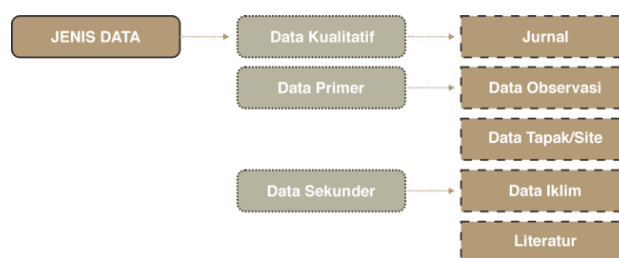 JENIS DATA
Data Kualitatif
Jurnal
Data Primer
Data Observasi
Data Tapak/Site
Data Sekunder
Data Iklim
Literatur